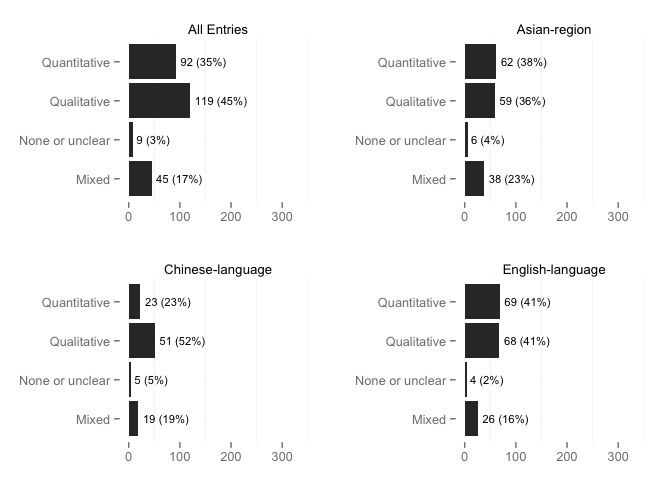 All Entries
Quantitative 92 (35%)
Qualitative 119 (45%)
None or unclear 9 (3%)
Mixed 45 (17%)
0 100 200 300
Asian-region
Quantitative 62 (38%)
Qualitative 59 (36%)
None or unclear 6 (4%)
Mixed 38 (23%)
0 100 200 300
Chinese-language
Quantitative 23 (23%)
Qualitative 51 (52%)
None or unclear 5 (5%)
Mixed 19 (19%)
0 100 200 300
English-language
Quantitative 69 (41%)
Qualitative 68 (41%)
None or unclear 4 (2%)
Mixed 26 (16%)
0 100 200 300